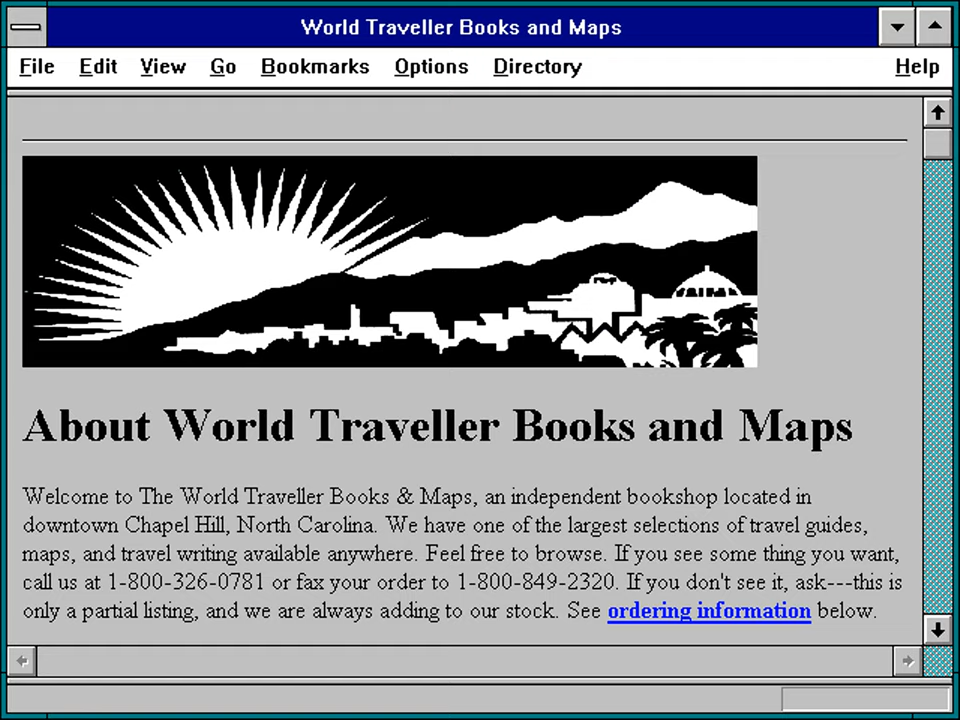 World Traveller Books and Maps
File Edit View Go Bookmarks Options Directory Help
About World Traveller Books and Maps
Welcome to The World Traveller Books & Maps, an independent bookshop located in
downtown Chapel Hill, North Carolina. We have one of the largest selections of travel guides,
maps, and travel writing available anywhere. Feel free to browse. If you see some thing you want,
call us at 1-800-326-0781 or fax your order to 1-800-849-2320. If you don't see it, ask---this is
only a partial listing, and we are always adding to our stock. See ordering information below.